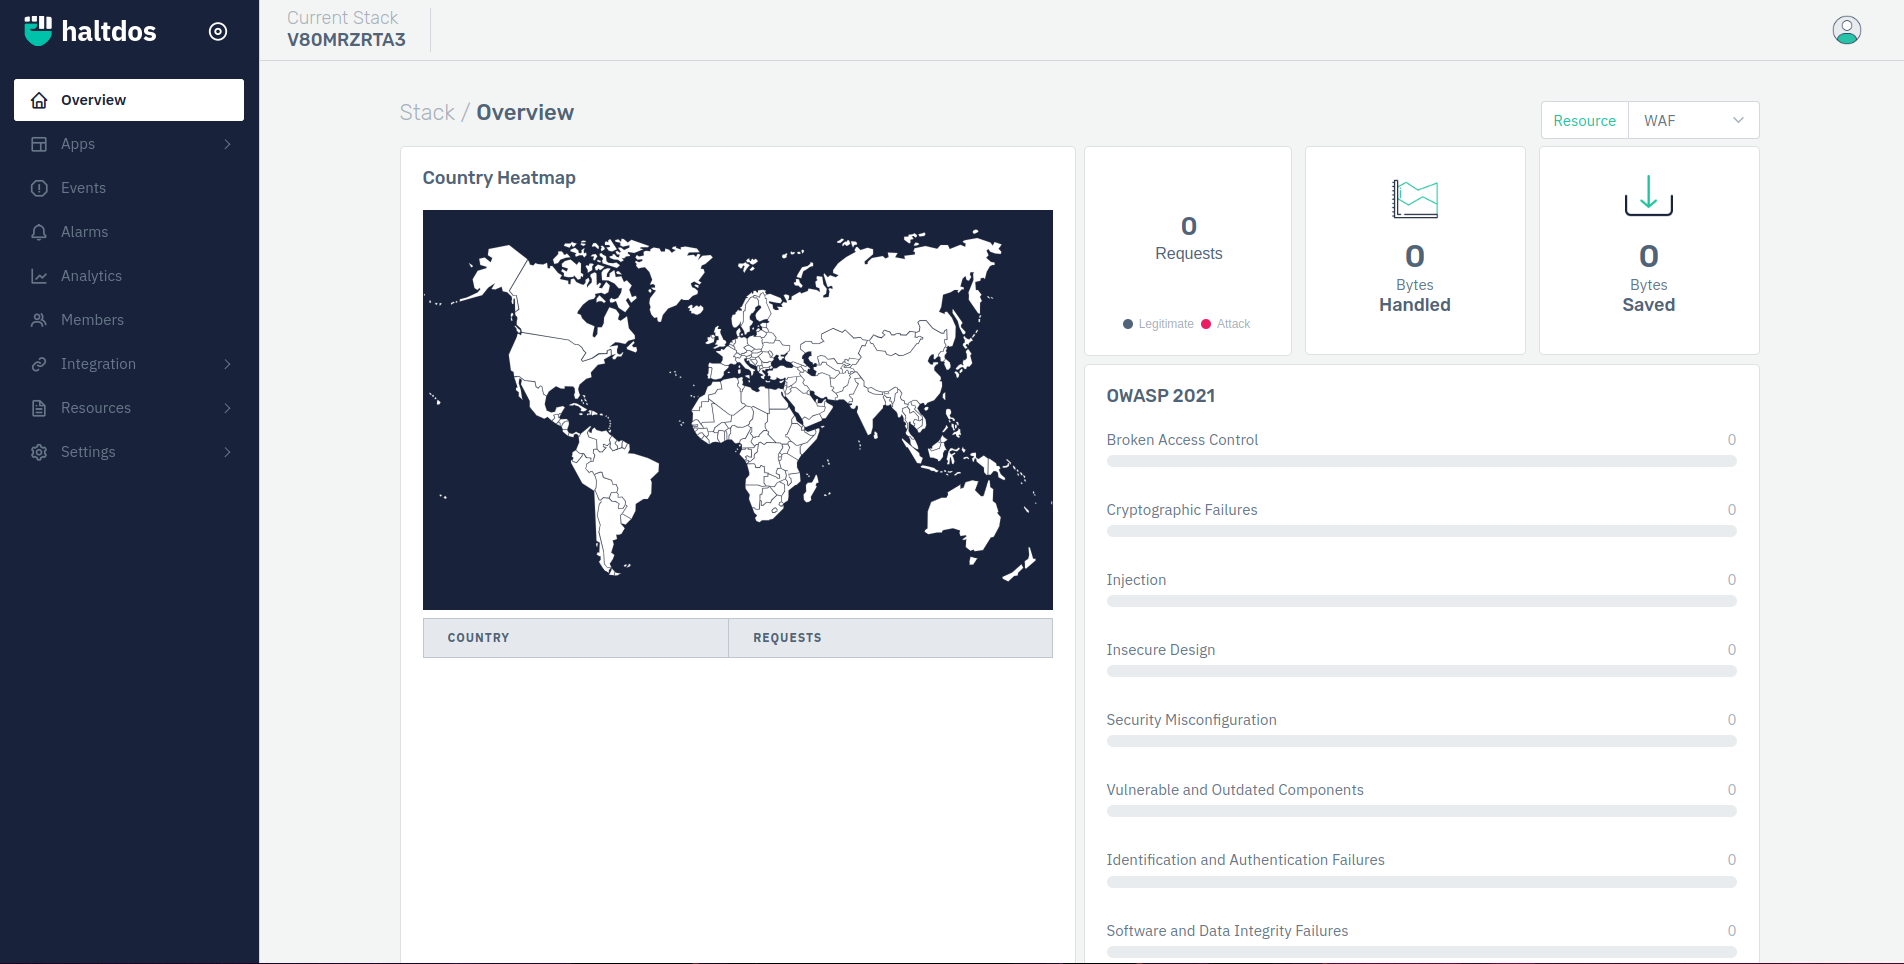 haltdos
Current Stack
V80MRZRTA3
Overview
Apps
Events
Alarms
Analytics
Members
Integration
Resources
Settings
Stack / Overview
Resource WAF
Country Heatmap
COUNTRY REQUESTS
0
Requests
Legitimate Attack
0
Bytes
Handled
0
Bytes
Saved
OWASP 2021
Broken Access Control 0
Cryptographic Failures 0
Injection 0
Insecure Design 0
Security Misconfiguration 0
Vulnerable and Outdated Components 0
Identification and Authentication Failures 0
Software and Data Integrity Failures 0